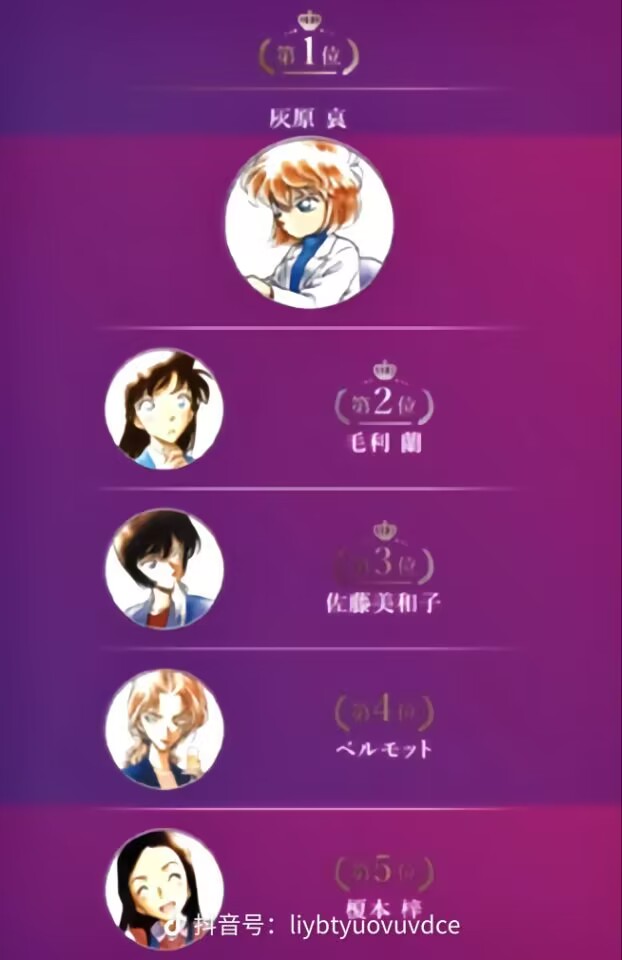 第1位
灰原 哀
第2位
毛利 蘭
第3位
佐藤美和子
第4位
ベルモット
第5位
榎本 梓
抖音号：liybtyuovuvdce